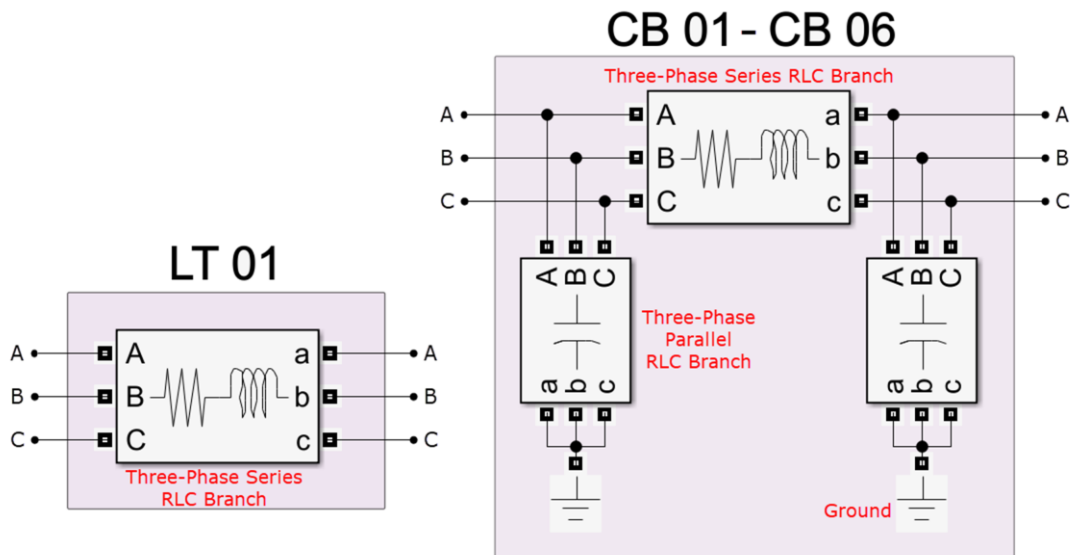 CB 01 - CB 06
Three-Phase Series RLC Branch
A A a A
B B b B
C C c C
A B C
A B C
Three-Phase
Parallel
RLC Branch
a b c
a b c
Ground
LT 01
A A a A
B B b B
C C c C
Three-Phase Series
RLC Branch